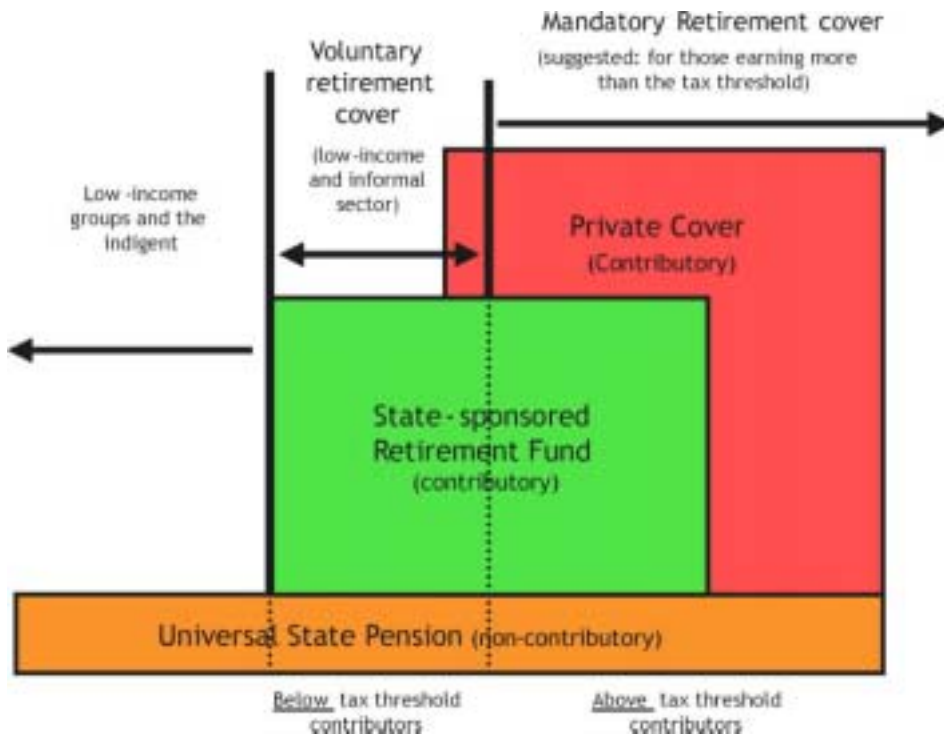 Mandatory Retirement cover
(suggested: for those earning more
than the tax threshold)
Voluntary
retirement
cover
(low-income
and informal
sector)
Low -income
groups and the
indigent
Private Cover
(Contributory)
State- sponsored
Retirement Fund
(contributory)
Universal State Pension (non-contributory)
Below tax threshold
contributors
Above tax threshold
contributors